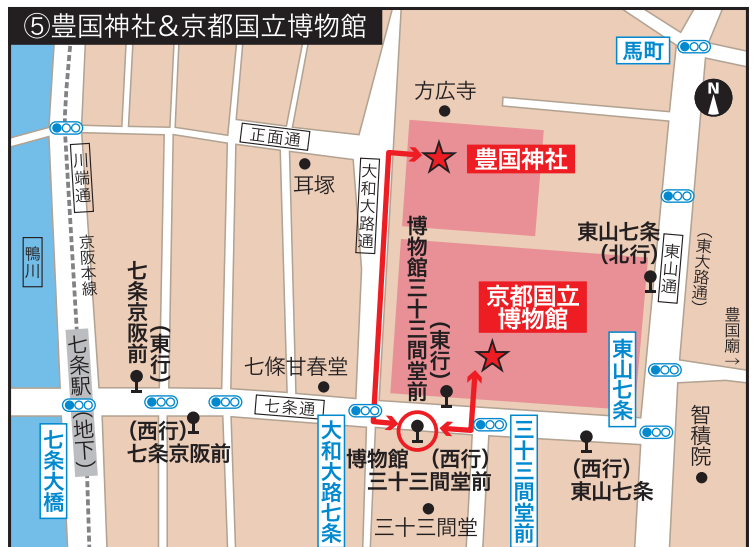 ⑤豊国神社&京都国立博物館
馬町
N
方広寺
正面通
豊国神社
耳塚
大和大路通
川端通
京阪本線
鴨川
東山七条
(北行)
東山通
(東大路通)
豊国廟→
博物館三十三間堂前
(東行)
京都国立
博物館
七条京阪前
(東行)
七条駅
(地下)
七條甘春堂
七条通
東山七条
智積院
(西行)
七条京阪前
七条大橋
大和大路七条
博物館 (西行)
三十三間堂前
三十三間堂前
(西行)
東山七条
三十三間堂